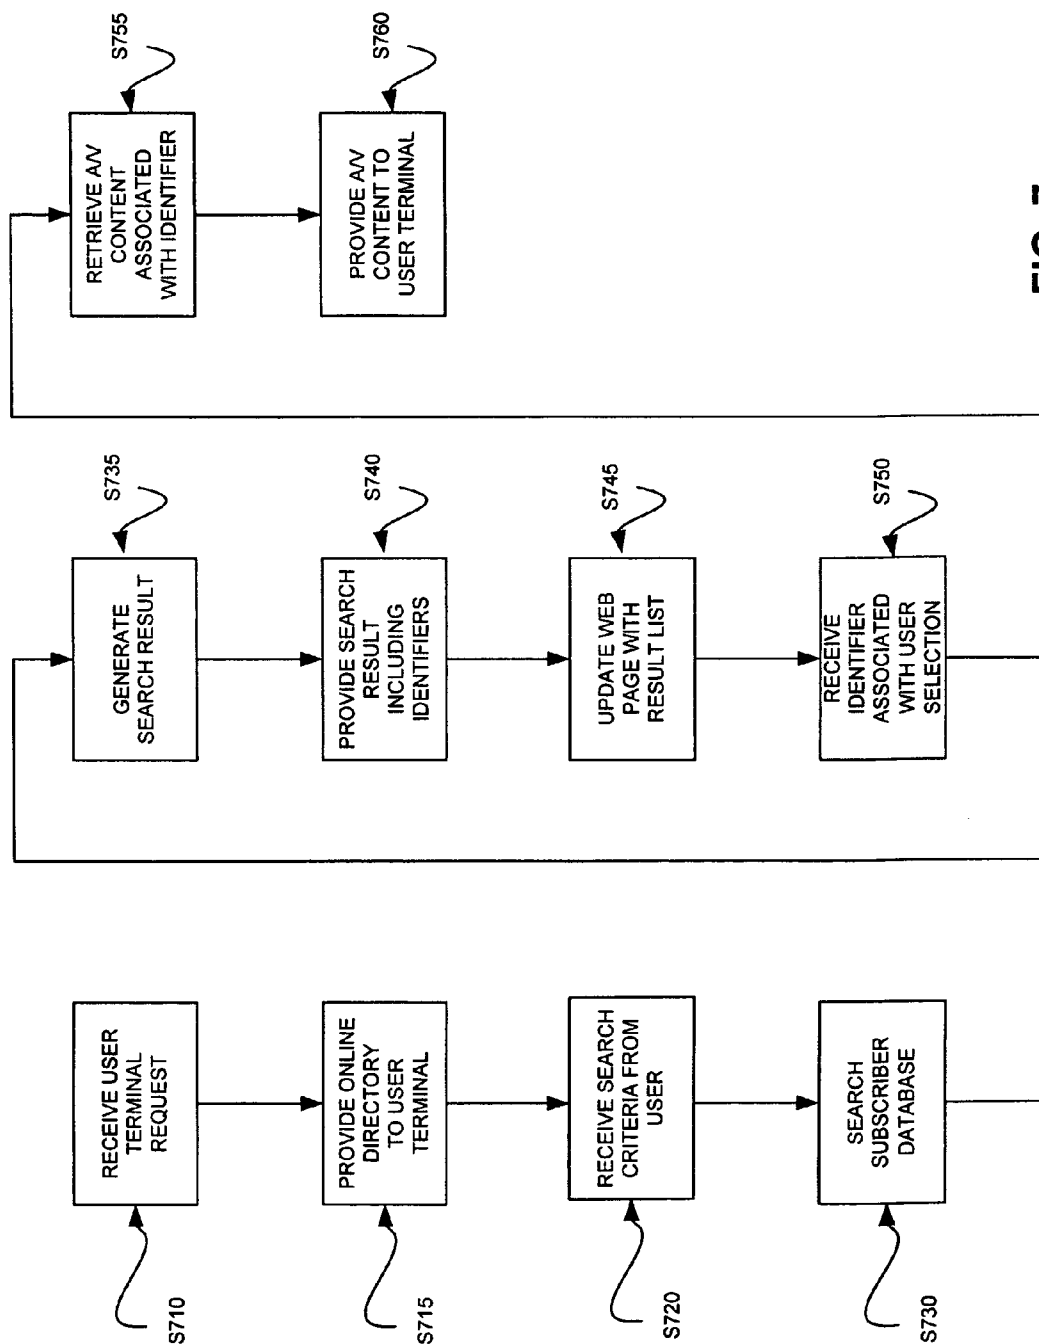 RECEIVE USER
TERMINAL
REQUEST
S710
PROVIDE ONLINE
DIRECTORY
TO USER
TERMINAL
S715
RECEIVE SEARCH
CRITERIA FROM
USER
S720
SEARCH
SUBSCRIBER
DATABASE
S730
GENERATE
SEARCH RESULT
S735
PROVIDE SEARCH
RESULT
INCLUDING
IDENTIFIERS
S740
UPDATE WEB
PAGE WITH
RESULT LIST
S745
RECEIVE
IDENTIFIER
ASSOCIATED
WITH USER
SELECTION
S750
RETRIEVE A/V
CONTENT
ASSOCIATED
WITH IDENTIFIER
S755
PROVIDE A/V
CONTENT TO
USER TERMINAL
S760